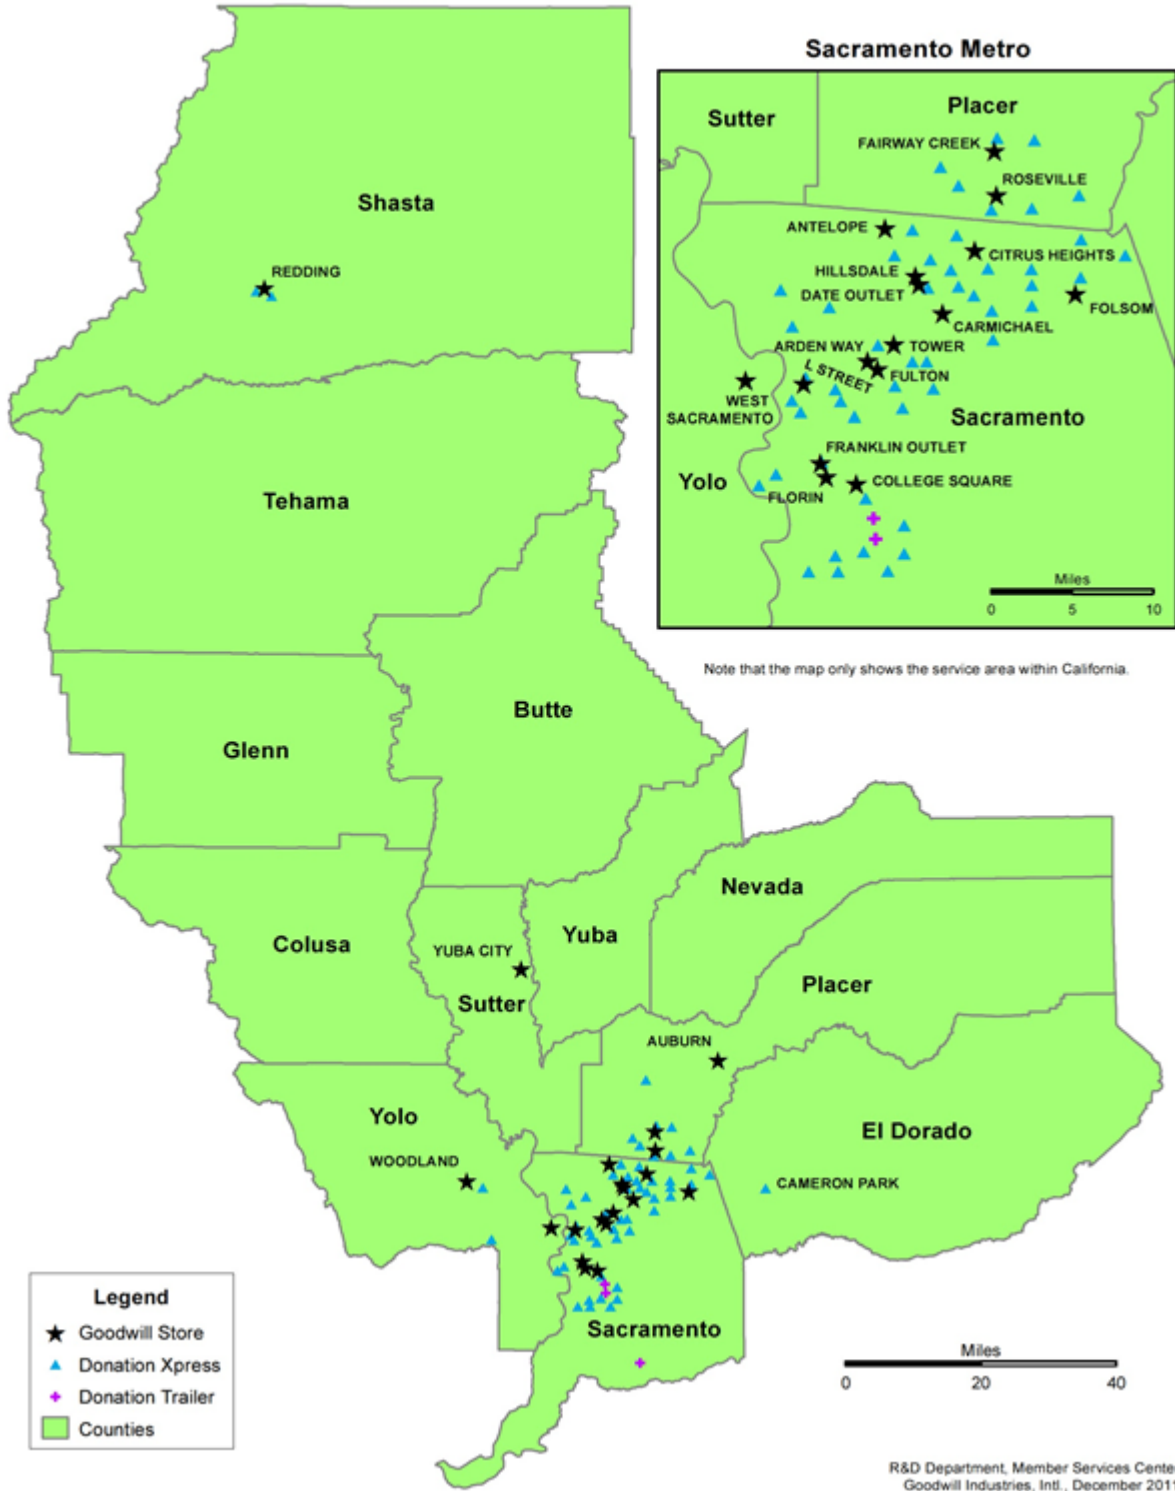 Sacramento Metro
Sutter
Placer
FAIRWAY CREEK
ROSEVILLE
ANTELOPE
CITRUS HEIGHTS
HILLSDALE
DATE OUTLET
FOLSOM
CARMICHAEL
ARDEN WAY
TOWER
L STREET
FULTON
WEST
SACRAMENTO
Sacramento
FRANKLIN OUTLET
Yolo
COLLEGE SQUARE
FLORIN
Miles
0 5 10
Note that the map only shows the service area within California.
Shasta
REDDING
Tehama
Butte
Glenn
Nevada
Colusa
Yuba
YUBA CITY
Sutter
Placer
AUBURN
Yolo
El Dorado
WOODLAND
CAMERON PARK
Sacramento
Legend
Goodwill Store
Donation Xpress
Donation Trailer
Counties
Miles
0 20 40
R&D Department, Member Services Cente
Goodwill Industries, Intl., December 201